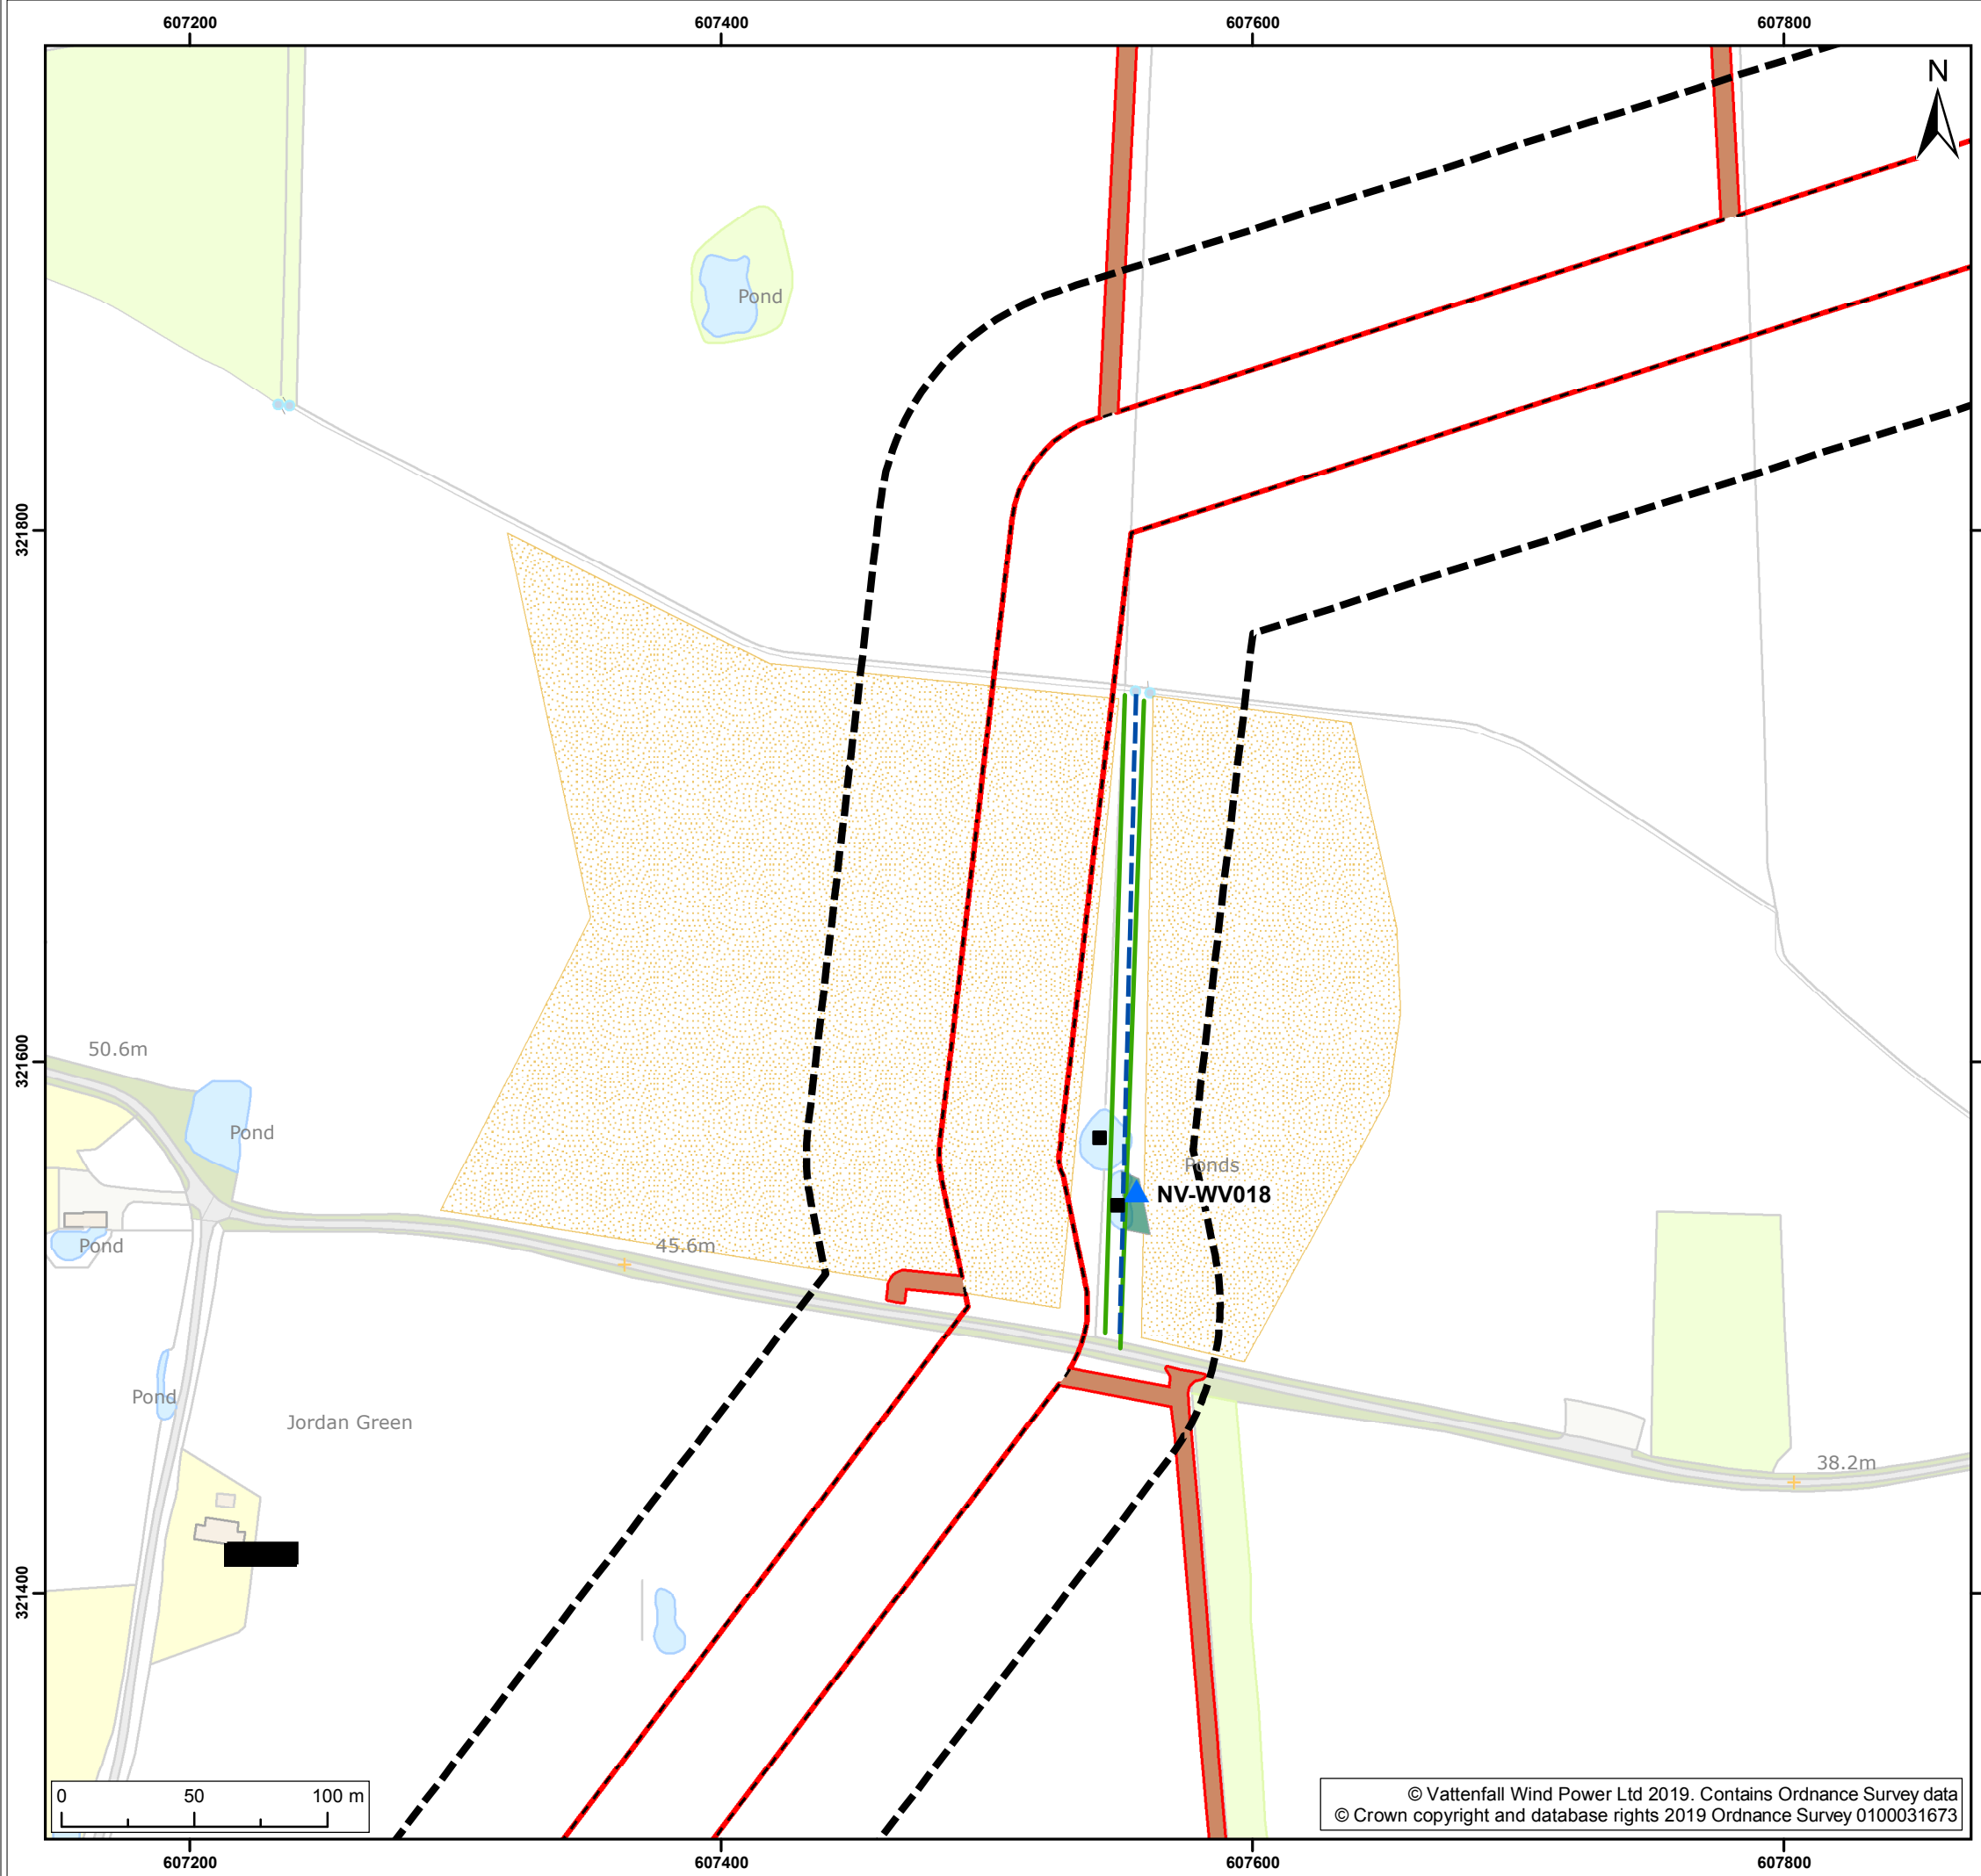 607200 607400 607600 607800
N
Pond
321800
321600
50.6m
Pond
Ponds
NV-WV018
Pond
45.6m
Pond
Jordan Green
38.2m
321400
0 50 100 m
© Vattenfall Wind Power Ltd 2019. Contains Ordnance Survey data
© Crown copyright and database rights 2019 Ordnance Survey 0100031673
607200 607400 607600 607800